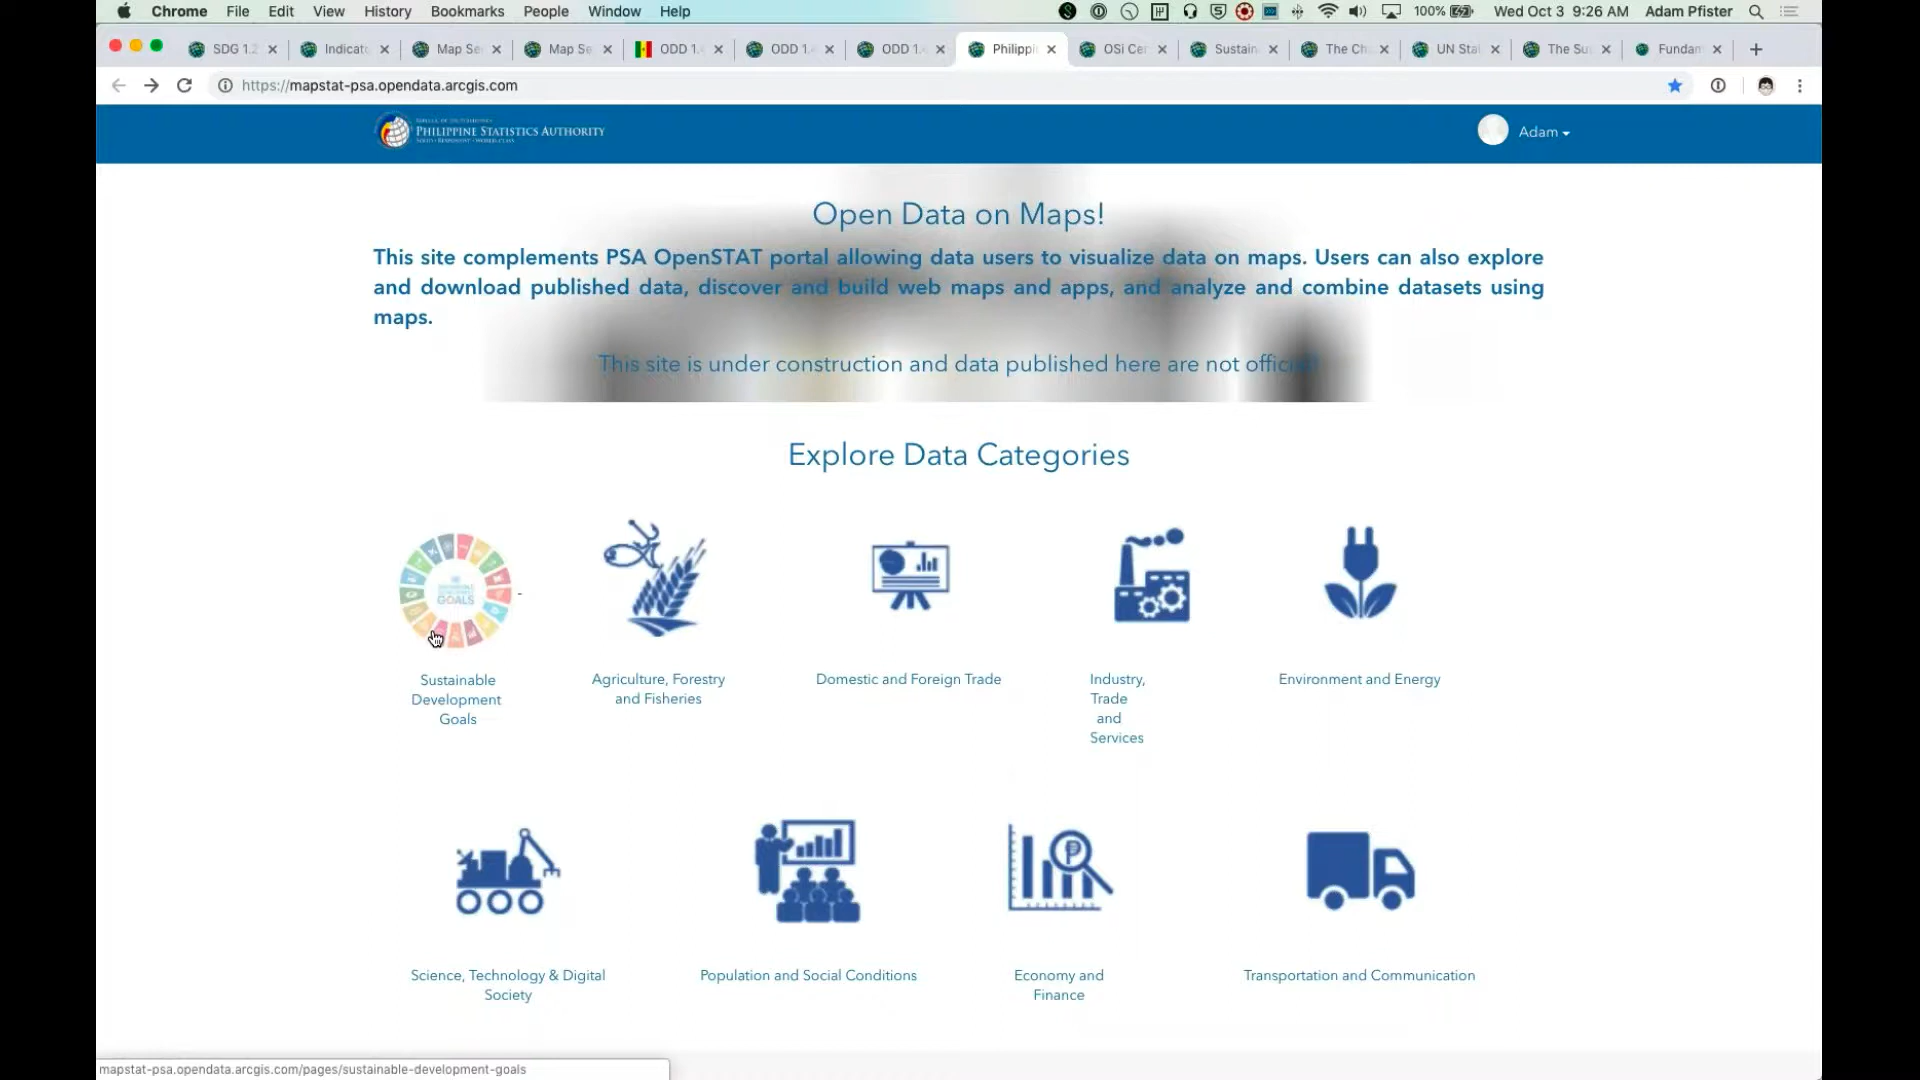 Chrome File Edit View History Bookmarks People Window Help 100% Wed Oct 3 9:26 AM Adam Pfister
SDG 1.2 Indicato Map Se Map Se ODD 1. ODD 1. ODD 1. Philippi OSi Cen Sustain The Ch UN Stat The Su Fundam
https://mapstat-psa.opendata.arcgis.com
PHILIPPINE STATISTICS AUTHORITY
Adam
Open Data on Maps!
This site complements PSA OpenSTAT portal allowing data users to visualize data on maps. Users can also explore
and download published data, discover and build web maps and apps, and analyze and combine datasets using
maps.
This site is under construction and data published here are not official!
Explore Data Categories
GOALS
Sustainable
Development
Goals
Agriculture, Forestry
and Fisheries
Domestic and Foreign Trade
Industry,
Trade
and
Services
Environment and Energy
Science, Technology & Digital
Society
Population and Social Conditions
Economy and
Finance
Transportation and Communication
mapstat-psa.opendata.arcgis.com/pages/sustainable-development-goals